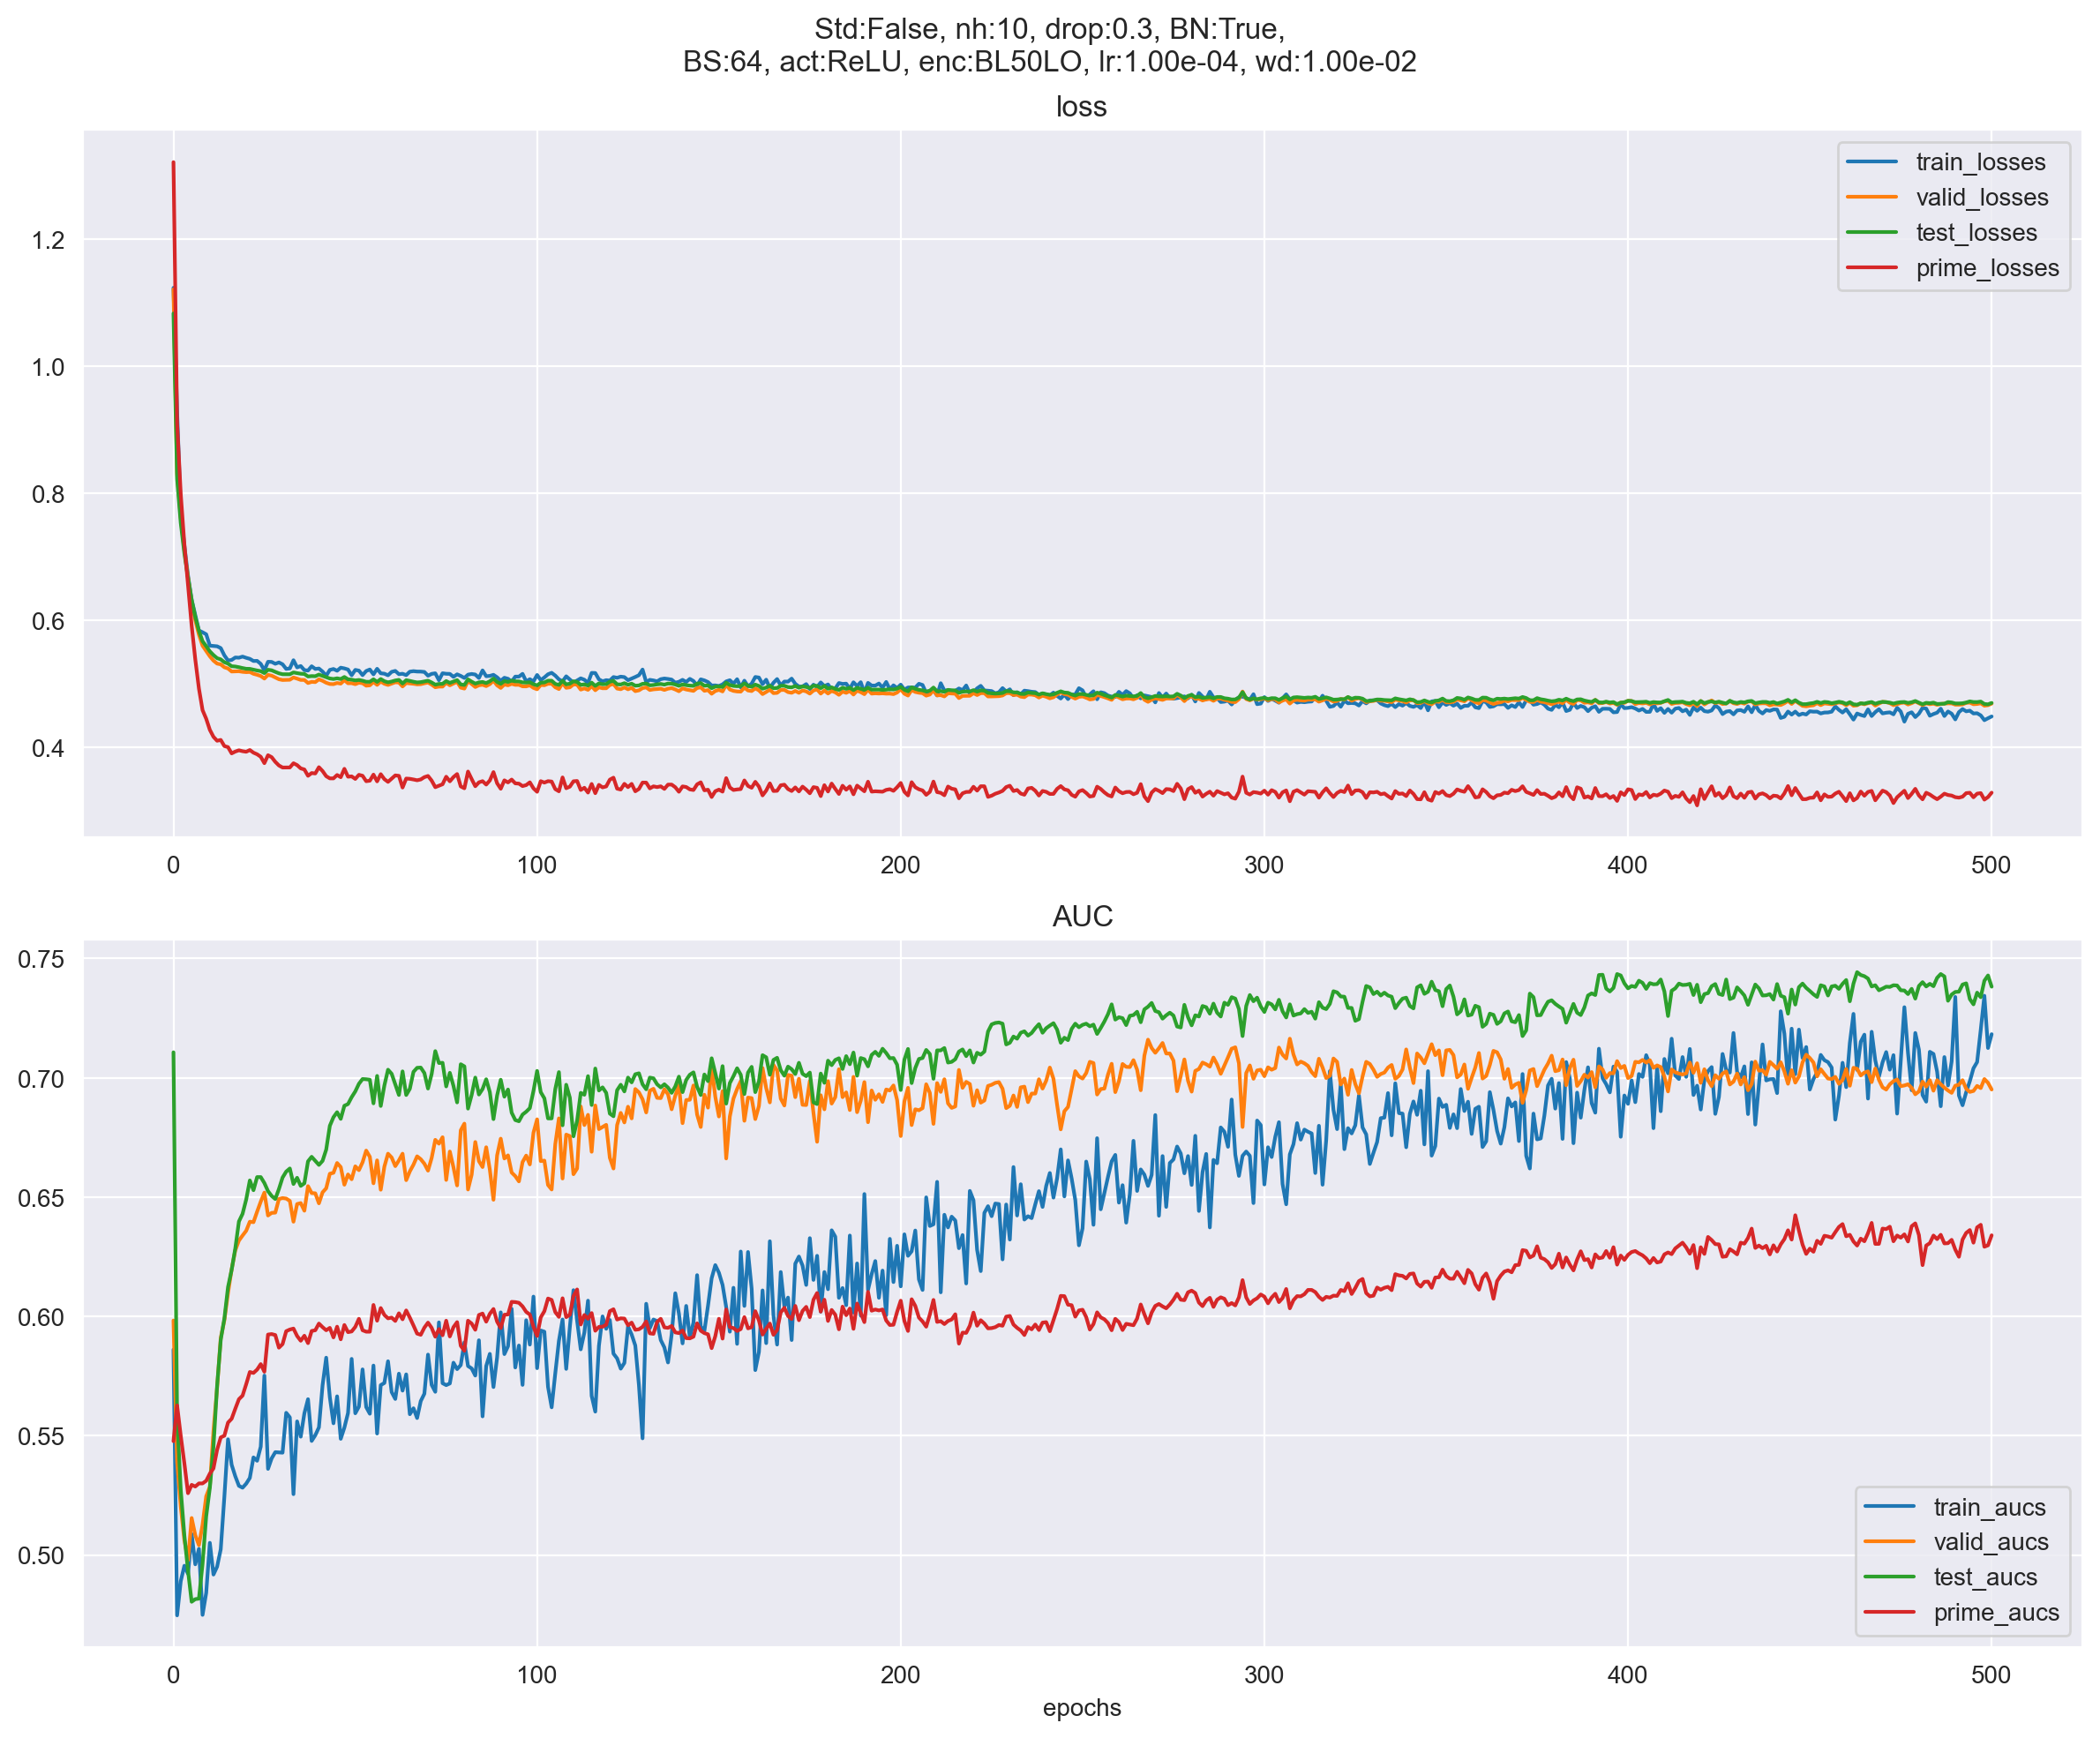 Std:False, nh:10, drop:0.3, BN:True,
BS:64, act:ReLU, enc:BL50LO, lr:1.00e-04, wd:1.00e-02
loss
train_losses
valid_losses
test_losses
prime_losses
1.2
1.0
0.8
0.6
0.4
0 100 200 300 400 500
AUC
0.75
0.70
0.65
0.60
0.55
0.50
train_aucs
valid_aucs
test_aucs
prime_aucs
0 100 200 300 400 500
epochs